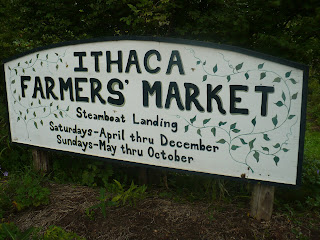 ITHACA
FARMERS' MARKET
Steamboat Landing
Saturdays-April thru December
Sundays-May thru October